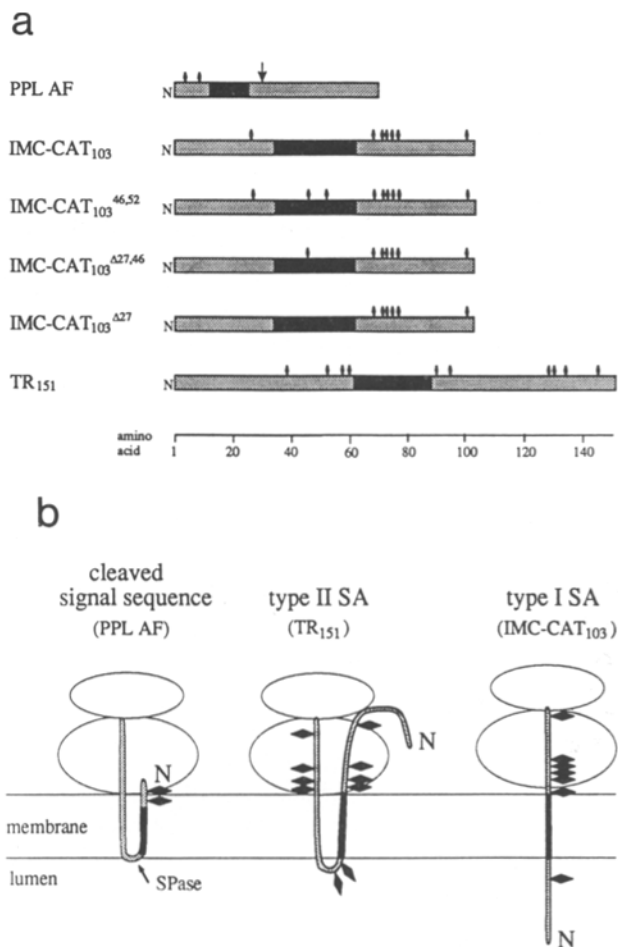 a
PPL AF N
IMC-CAT103 N
IMC-CAT103 46,52 N
IMC-CAT103 Δ27,46 N
IMC-CAT103 Δ27 N
TR151 N
amino acid
1 20 40 60 80 100 120 140
b
cleaved signal sequence (PPL AF)
type II SA (TR151)
type I SA (IMC-CAT103)
N
N
membrane
lumen
SPase
N